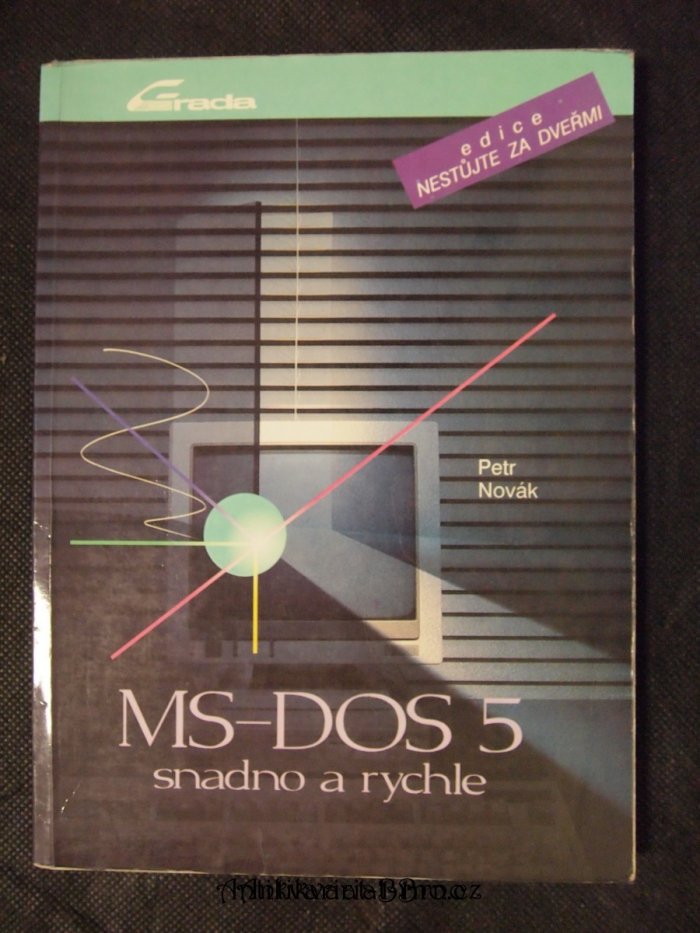 Grada
edice
NESTŮJTE ZA DVEŘMI
Petr
Novák
MS-DOS 5
snadno a rychle